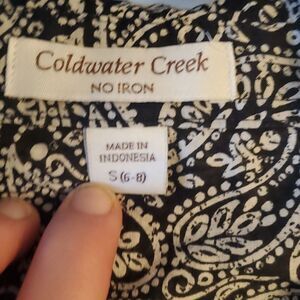 Coldwater Creek
NO IRON
MADE IN
INDONESIA
S (6-8)